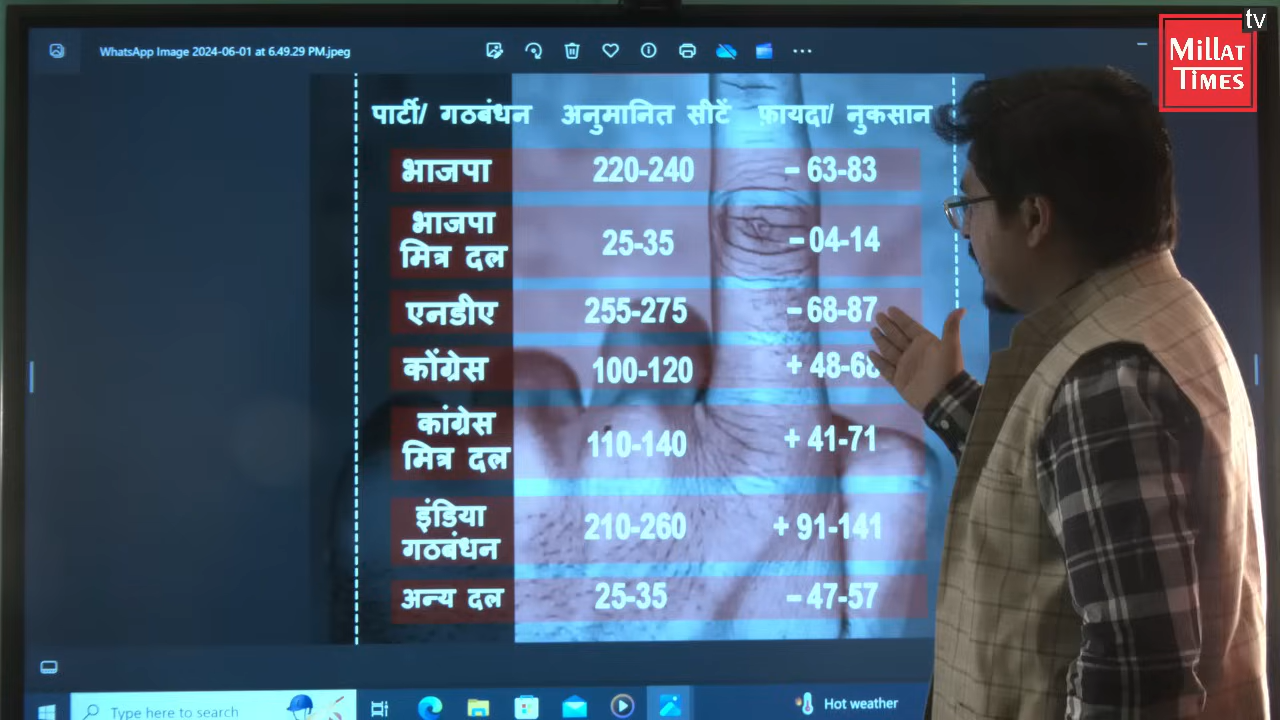 tv
MILLAT
TIMES
WhatsApp Image 2024-06-01 at 6.49.29 PM.jpeg
पार्टी/ गठबंधन अनुमानित सीटें फ़ायदा/ नुकसान
भाजपा 220-240 - 63-83
भाजपा
मित्र दल 25-35 - 04-14
एनडीए 255-275 - 68-87
कोंग्रेस 100-120 + 48-68
कांग्रेस
मित्र दल 110-140 + 41-71
इंडिया
गठबंधन 210-260 + 91-141
अन्य दल 25-35 - 47-57
Type here to search
Hot weather